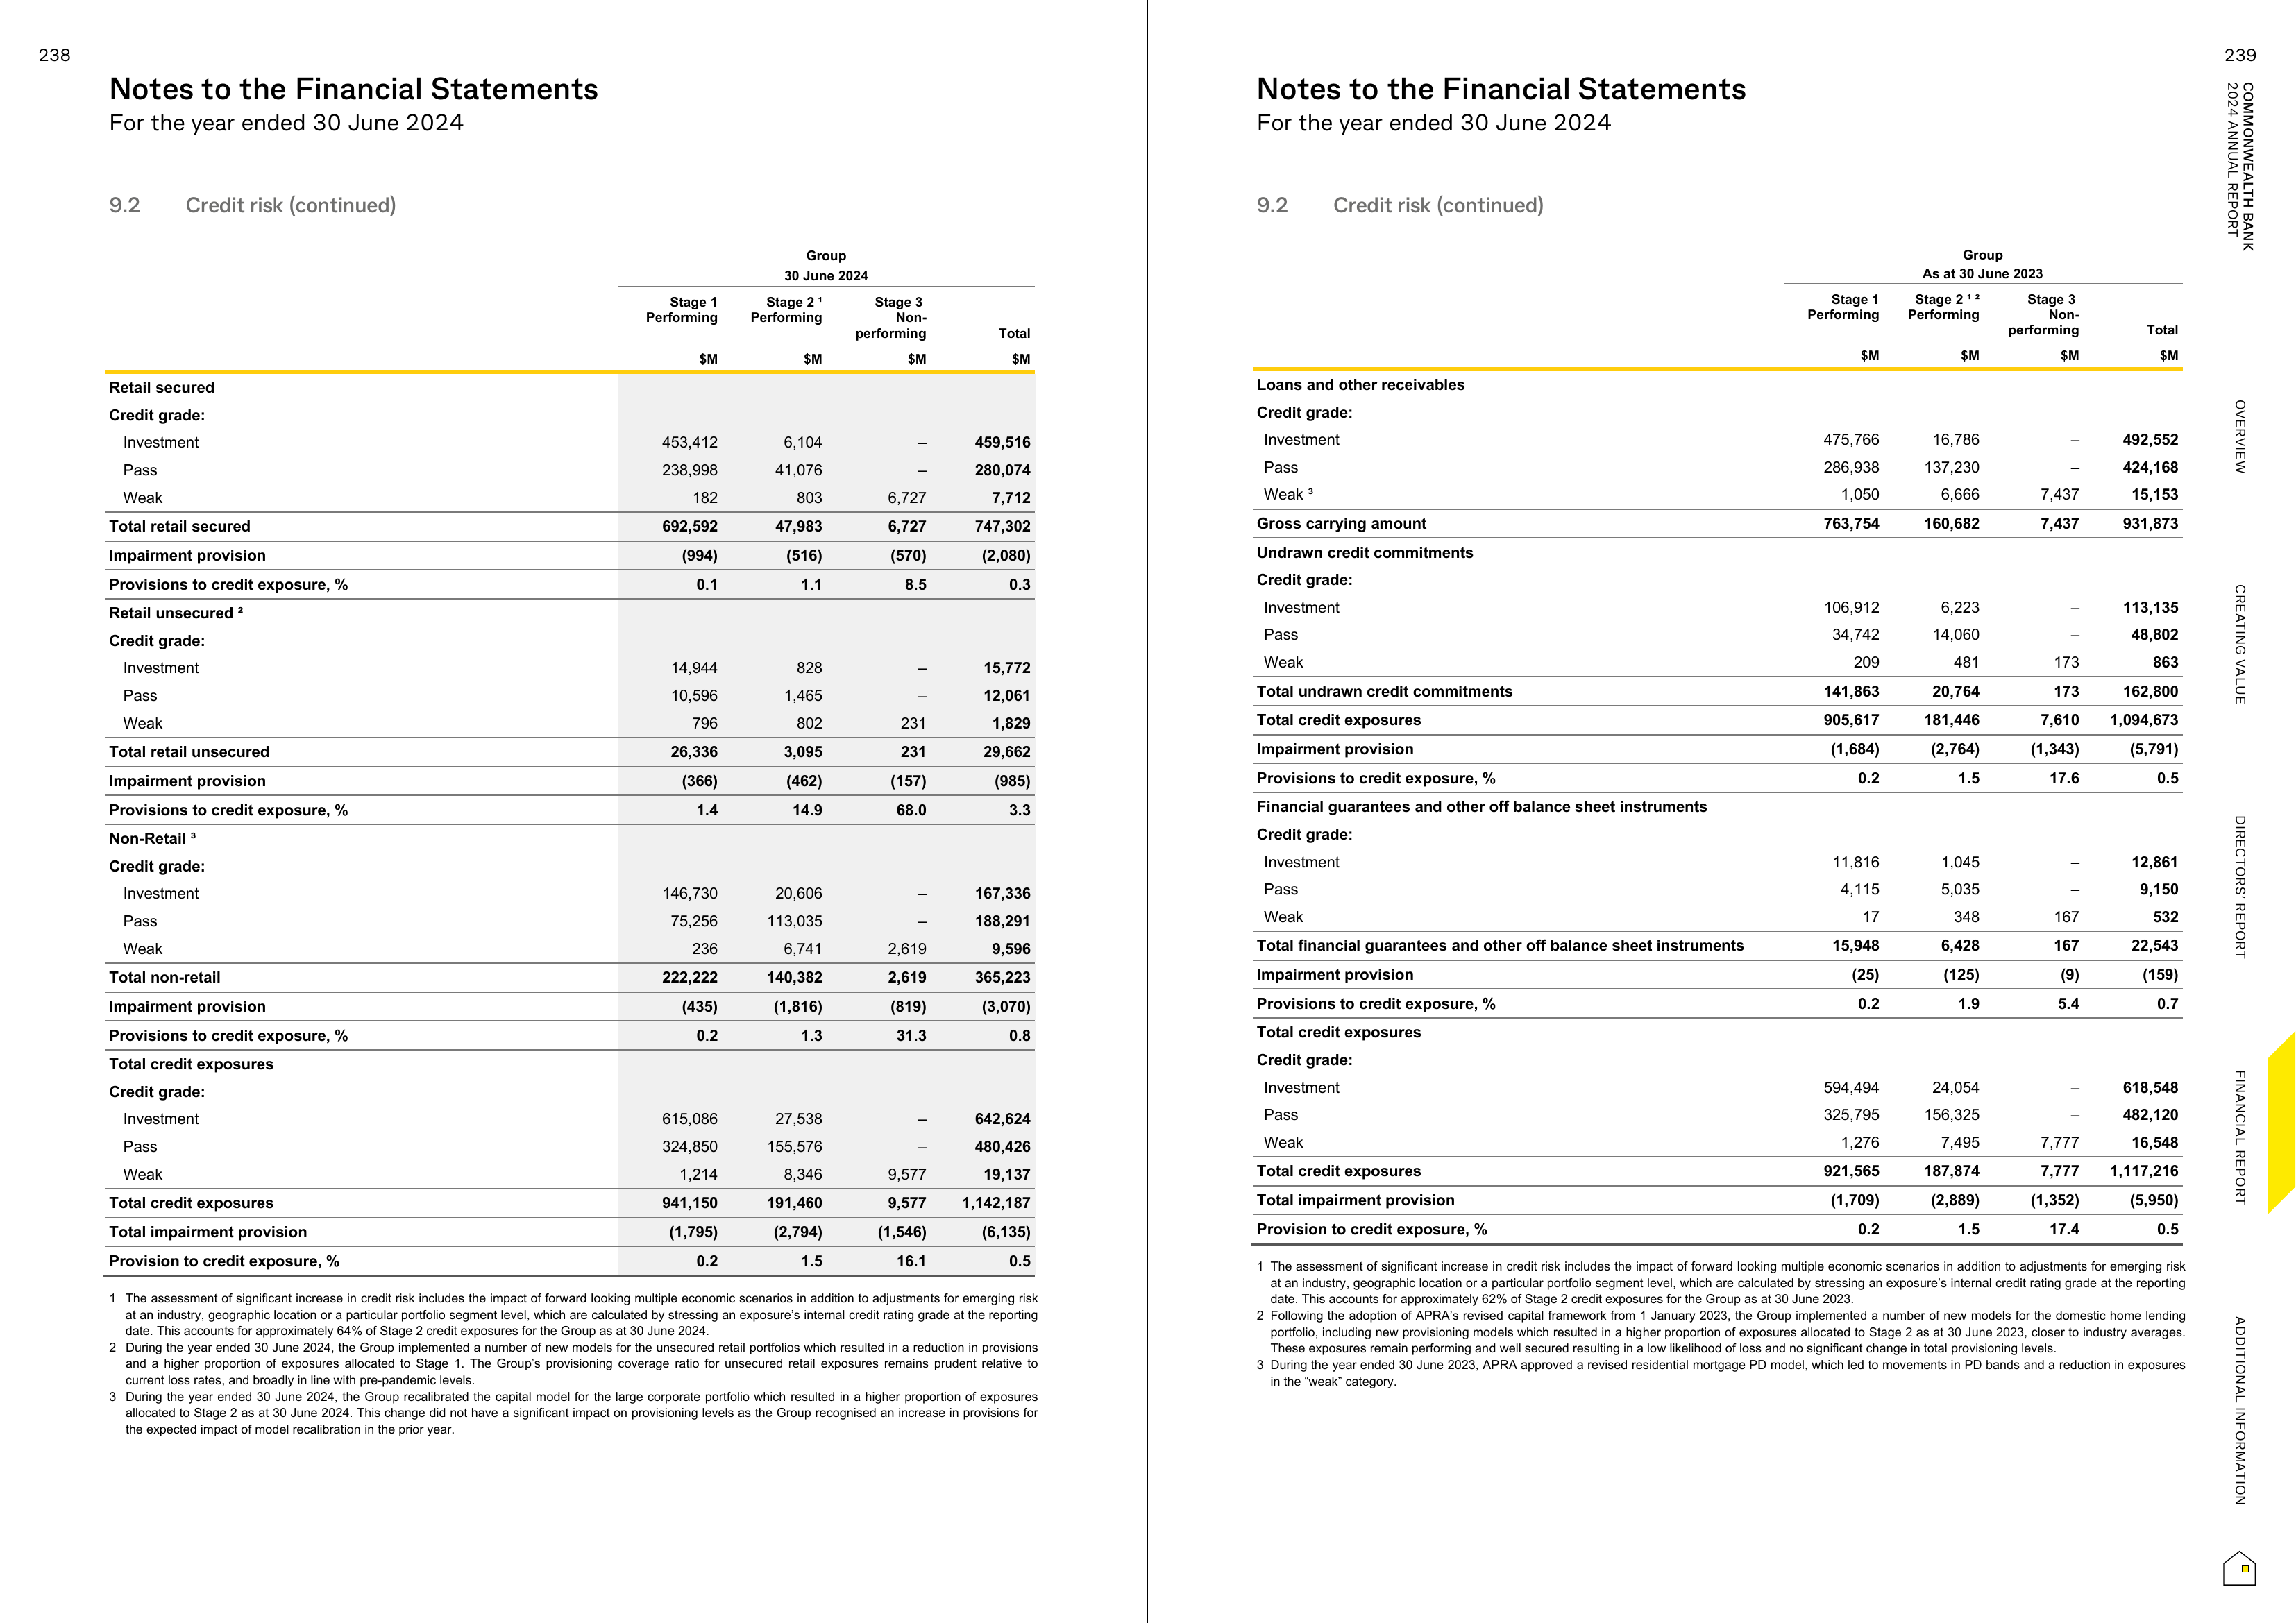 238
Notes to the Financial Statements
For the year ended 30 June 2024
9.2 Credit risk (continued)
Group
30 June 2024
Stage 1 Performing Stage 2 ¹ Performing Stage 3 Non-performing Total
$M $M $M $M
Retail secured
Credit grade:
Investment 453,412 6,104 – 459,516
Pass 238,998 41,076 – 280,074
Weak 182 803 6,727 7,712
Total retail secured 692,592 47,983 6,727 747,302
Impairment provision (994) (516) (570) (2,080)
Provisions to credit exposure, % 0.1 1.1 8.5 0.3
Retail unsecured ²
Credit grade:
Investment 14,944 828 – 15,772
Pass 10,596 1,465 – 12,061
Weak 796 802 231 1,829
Total retail unsecured 26,336 3,095 231 29,662
Impairment provision (366) (462) (157) (985)
Provisions to credit exposure, % 1.4 14.9 68.0 3.3
Non-Retail ³
Credit grade:
Investment 146,730 20,606 – 167,336
Pass 75,256 113,035 – 188,291
Weak 236 6,741 2,619 9,596
Total non-retail 222,222 140,382 2,619 365,223
Impairment provision (435) (1,816) (819) (3,070)
Provisions to credit exposure, % 0.2 1.3 31.3 0.8
Total credit exposures
Credit grade:
Investment 615,086 27,538 – 642,624
Pass 324,850 155,576 – 480,426
Weak 1,214 8,346 9,577 19,137
Total credit exposures 941,150 191,460 9,577 1,142,187
Total impairment provision (1,795) (2,794) (1,546) (6,135)
Provision to credit exposure, % 0.2 1.5 16.1 0.5
1 The assessment of significant increase in credit risk includes the impact of forward looking multiple economic scenarios in addition to adjustments for emerging risk
at an industry, geographic location or a particular portfolio segment level, which are calculated by stressing an exposure's internal credit rating grade at the reporting
date. This accounts for approximately 64% of Stage 2 credit exposures for the Group as at 30 June 2024.
2 During the year ended 30 June 2024, the Group implemented a number of new models for the unsecured retail portfolios which resulted in a reduction in provisions
and a higher proportion of exposures allocated to Stage 1. The Group's provisioning coverage ratio for unsecured retail exposures remains prudent relative to
current loss rates, and broadly in line with pre-pandemic levels.
3 During the year ended 30 June 2024, the Group recalibrated the capital model for the large corporate portfolio which resulted in a higher proportion of exposures
allocated to Stage 2 as at 30 June 2024. This change did not have a significant impact on provisioning levels as the Group recognised an increase in provisions for
the expected impact of model recalibration in the prior year.
239
Notes to the Financial Statements
For the year ended 30 June 2024
9.2 Credit risk (continued)
Group
As at 30 June 2023
Stage 1 Performing Stage 2 ¹ ² Performing Stage 3 Non-performing Total
$M $M $M $M
Loans and other receivables
Credit grade:
Investment 475,766 16,786 – 492,552
Pass 286,938 137,230 – 424,168
Weak ³ 1,050 6,666 7,437 15,153
Gross carrying amount 763,754 160,682 7,437 931,873
Undrawn credit commitments
Credit grade:
Investment 106,912 6,223 – 113,135
Pass 34,742 14,060 – 48,802
Weak 209 481 173 863
Total undrawn credit commitments 141,863 20,764 173 162,800
Total credit exposures 905,617 181,446 7,610 1,094,673
Impairment provision (1,684) (2,764) (1,343) (5,791)
Provisions to credit exposure, % 0.2 1.5 17.6 0.5
Financial guarantees and other off balance sheet instruments
Credit grade:
Investment 11,816 1,045 – 12,861
Pass 4,115 5,035 – 9,150
Weak 17 348 167 532
Total financial guarantees and other off balance sheet instruments 15,948 6,428 167 22,543
Impairment provision (25) (125) (9) (159)
Provisions to credit exposure, % 0.2 1.9 5.4 0.7
Total credit exposures
Credit grade:
Investment 594,494 24,054 – 618,548
Pass 325,795 156,325 – 482,120
Weak 1,276 7,495 7,777 16,548
Total credit exposures 921,565 187,874 7,777 1,117,216
Total impairment provision (1,709) (2,889) (1,352) (5,950)
Provision to credit exposure, % 0.2 1.5 17.4 0.5
1 The assessment of significant increase in credit risk includes the impact of forward looking multiple economic scenarios in addition to adjustments for emerging risk
at an industry, geographic location or a particular portfolio segment level, which are calculated by stressing an exposure's internal credit rating grade at the reporting
date. This accounts for approximately 62% of Stage 2 credit exposures for the Group as at 30 June 2023.
2 Following the adoption of APRA's revised capital framework from 1 January 2023, the Group implemented a number of new models for the domestic home lending
portfolio, including new provisioning models which resulted in a higher proportion of exposures allocated to Stage 2 as at 30 June 2023, closer to industry averages.
These exposures remain performing and well secured resulting in a low likelihood of loss and no significant change in total provisioning levels.
3 During the year ended 30 June 2023, APRA approved a revised residential mortgage PD model, which led to movements in PD bands and a reduction in exposures
in the "weak" category.
COMMONWEALTH BANK
2024 ANNUAL REPORT
OVERVIEW
CREATING VALUE
DIRECTORS' REPORT
FINANCIAL REPORT
ADDITIONAL INFORMATION